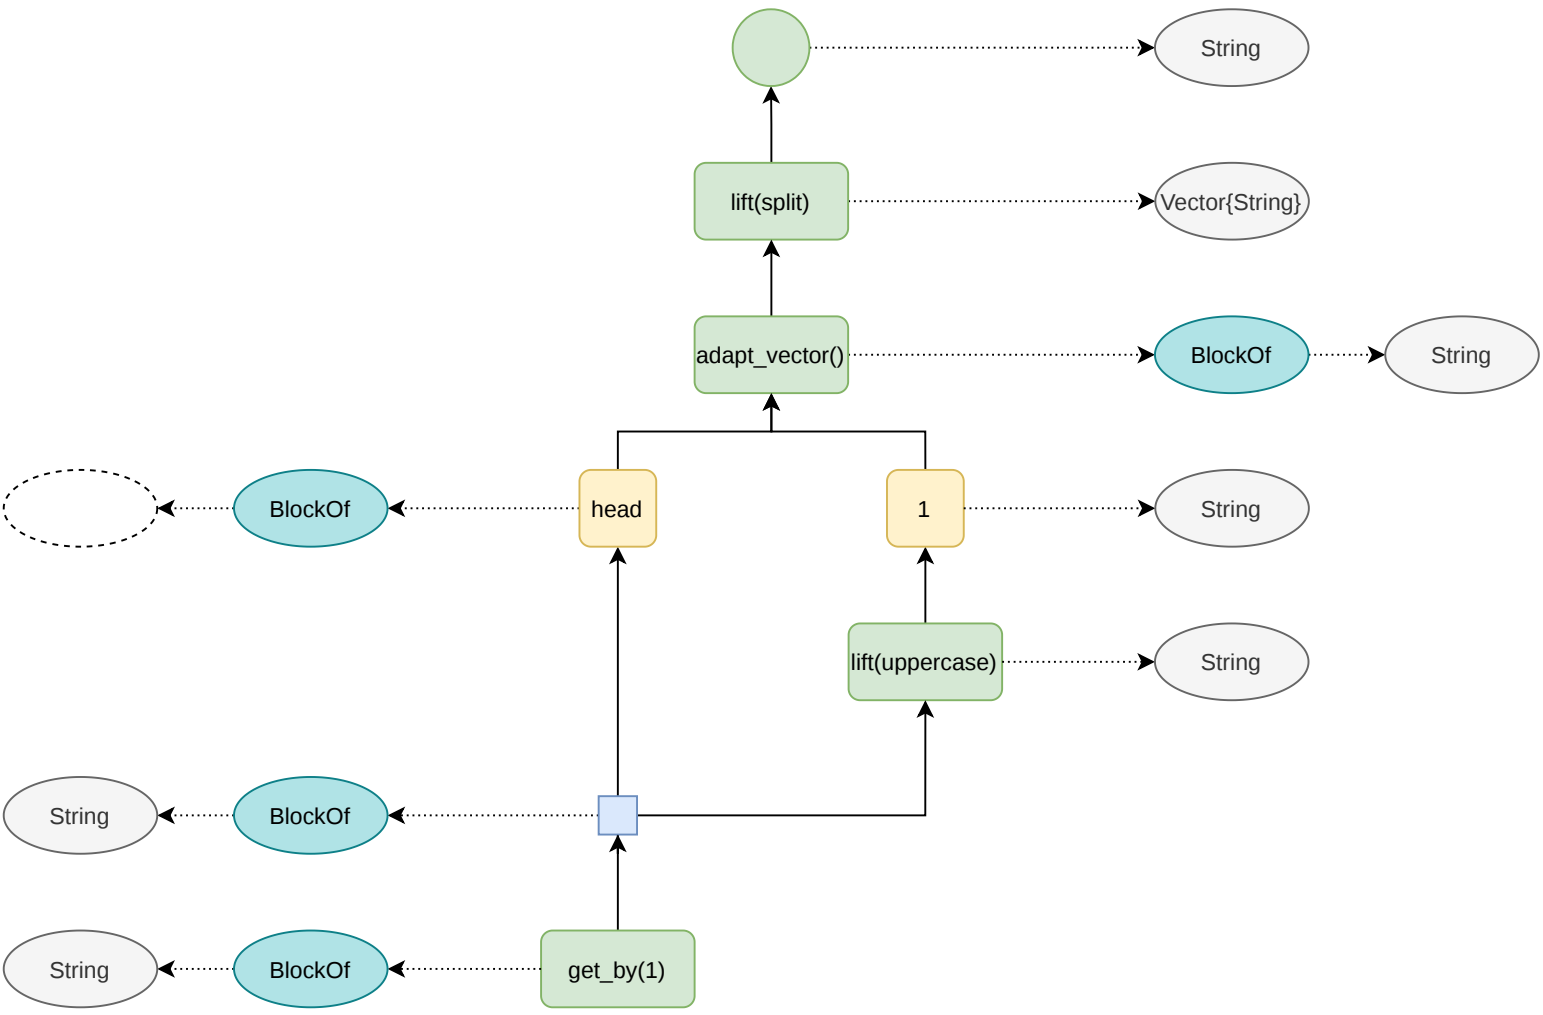 String
lift(split)
Vector{String}
adapt_vector()
BlockOf
String
BlockOf
head
1
String
lift(uppercase)
String
String
BlockOf
String
BlockOf
get_by(1)